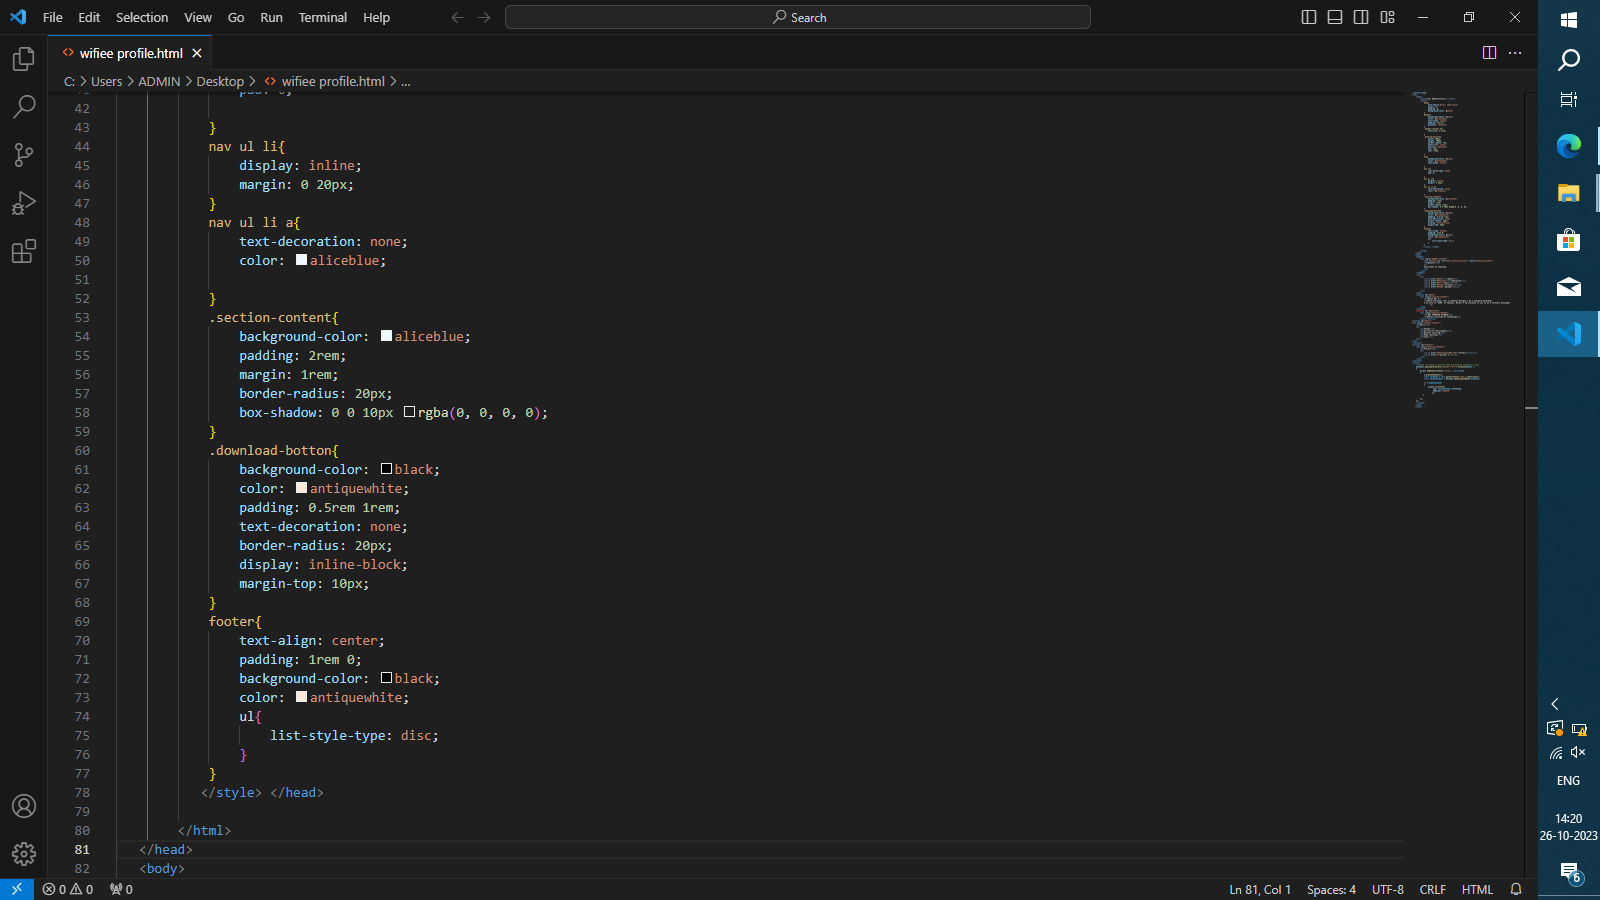 File Edit Selection View Go Run Terminal Help
Search
wifiee profile.html
C: > Users > ADMIN > Desktop > wifiee profile.html > ...
42
43 }
44 nav ul li{
45 display: inline;
46 margin: 0 20px;
47 }
48 nav ul li a{
49 text-decoration: none;
50 color: aliceblue;
51
52 }
53 .section-content{
54 background-color: aliceblue;
55 padding: 2rem;
56 margin: 1rem;
57 border-radius: 20px;
58 box-shadow: 0 0 10px rgba(0, 0, 0, 0);
59 }
60 .download-botton{
61 background-color: black;
62 color: antiquewhite;
63 padding: 0.5rem 1rem;
64 text-decoration: none;
65 border-radius: 20px;
66 display: inline-block;
67 margin-top: 10px;
68 }
69 footer{
70 text-align: center;
71 padding: 1rem 0;
72 background-color: black;
73 color: antiquewhite;
74 ul{
75 list-style-type: disc;
76 }
77 }
78 </style> </head>
79
80 </html>
81 </head>
82 <body>
0 0 0
Ln 81, Col 1 Spaces: 4 UTF-8 CRLF HTML
ENG
14:20
26-10-2023
6